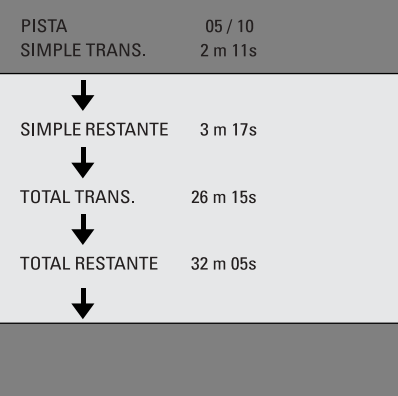 PISTA 05 / 10
SIMPLE TRANS. 2 m 11s
SIMPLE RESTANTE 3 m 17s
TOTAL TRANS. 26 m 15s
TOTAL RESTANTE 32 m 05s